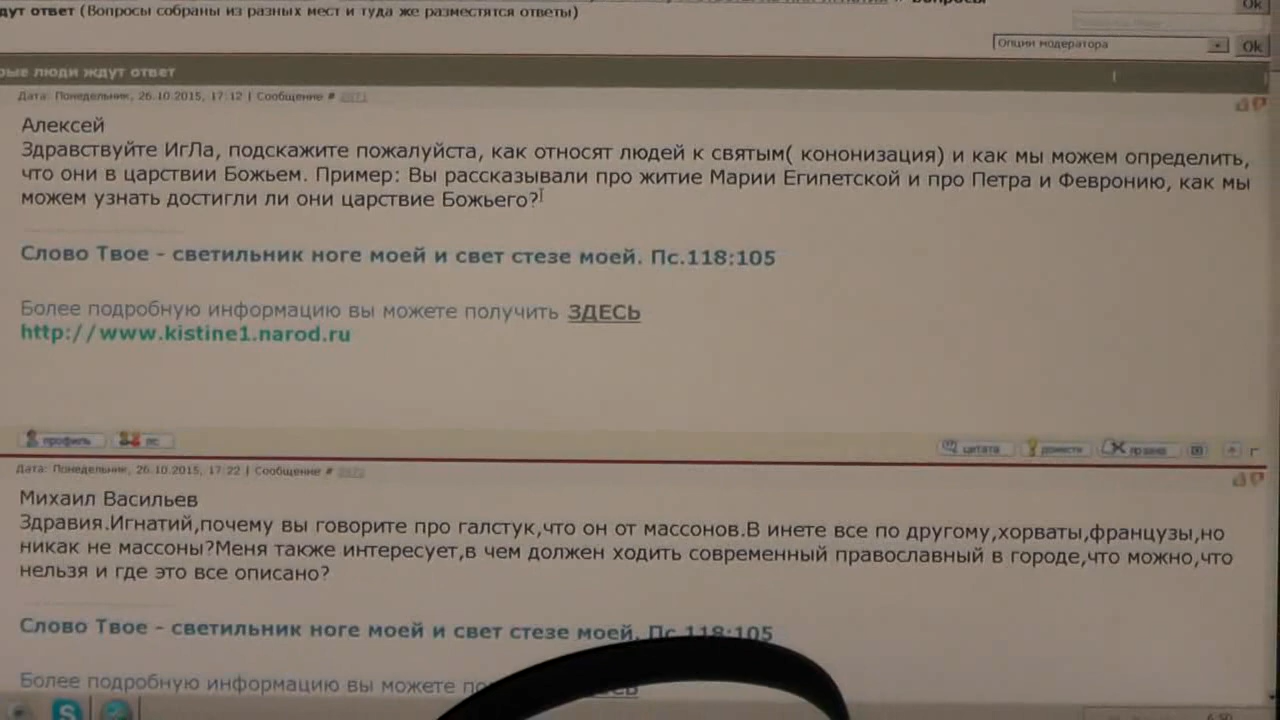 дут ответ (Вопросы собраны из разных мест и туда же разместятся ответы)
Ok
Опции модератора
Ok
рые люди ждут ответ
Дата: Понедельник, 26.10.2015, 17:12 | Сообщение #
Алексей
Здравствуйте ИгЛа, подскажите пожалуйста, как относят людей к святым( кононизация) и как мы можем определить,
что они в царствии Божьем. Пример: Вы рассказывали про житие Марии Египетской и про Петра и Февронию, как мы
можем узнать достигли ли они царствие Божьего?
Слово Твое - светильник ноге моей и свет стезе моей. Пс.118:105
Более подробную информацию вы можете получить ЗДЕСЬ
http://www.kistine1.narod.ru
профиль
лс
цитата
правка
Дата: Понедельник, 26.10.2015, 17:22 | Сообщение #
Михаил Васильев
Здравия.Игнатий,почему вы говорите про галстук,что он от массонов.В инете все по другому,хорваты,французы,но
никак не массоны?Меня также интересует,в чем должен ходить современный православный в городе,что можно,что
нельзя и где это все описано?
Слово Твое - светильник ноге моей и свет стезе моей. Пс.118:105
Более подробную информацию вы можете